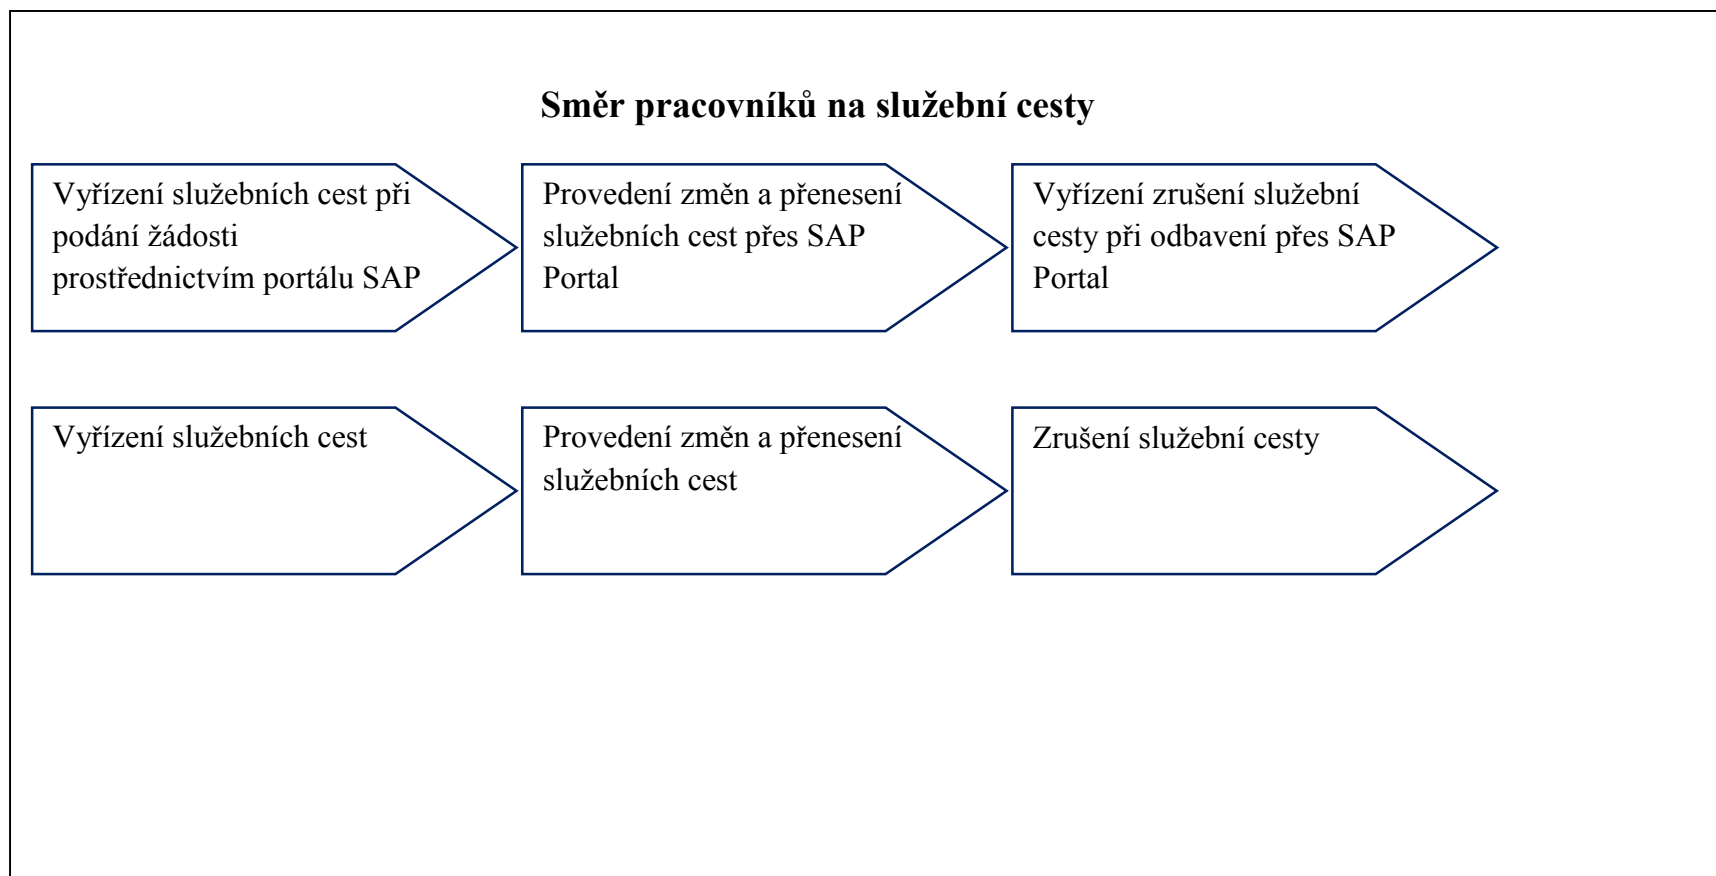 Směr pracovníků na služební cesty
Vyřízení služebních cest při
podání žádosti
prostřednictvím portálu SAP
Provedení změn a přenesení
služebních cest přes SAP
Portal
Vyřízení zrušení služební
cesty při odbavení přes SAP
Portal
Vyřízení služebních cest
Provedení změn a přenesení
služebních cest
Zrušení služební cesty